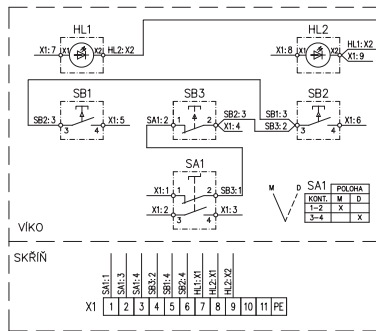 HL1
HL2
X1:7
X1
X2
HL2:X2
X1:8
X1
X2
HL1:X2
X1:9
SB1
SB3
SB2
SB2:3
3
4
X1:5
SA1:2
1
2
SB2:3
X1:4
SB1:3
SB3:2
3
4
X1:6
SA1
X1:1
1
2
SB3:1
X1:2
3
4
X1:3
M
D
SA1
POLOHA
KONT.
M
D
1-2
X
3-4
X
VÍKO
SKŘÍŇ
SA1:1
SA1:3
SA1:4
SB3:2
SB1:4
SB2:4
HL1:X1
HL2:X1
HL2:X2
X1
1
2
3
4
5
6
7
8
9
10
11
PE